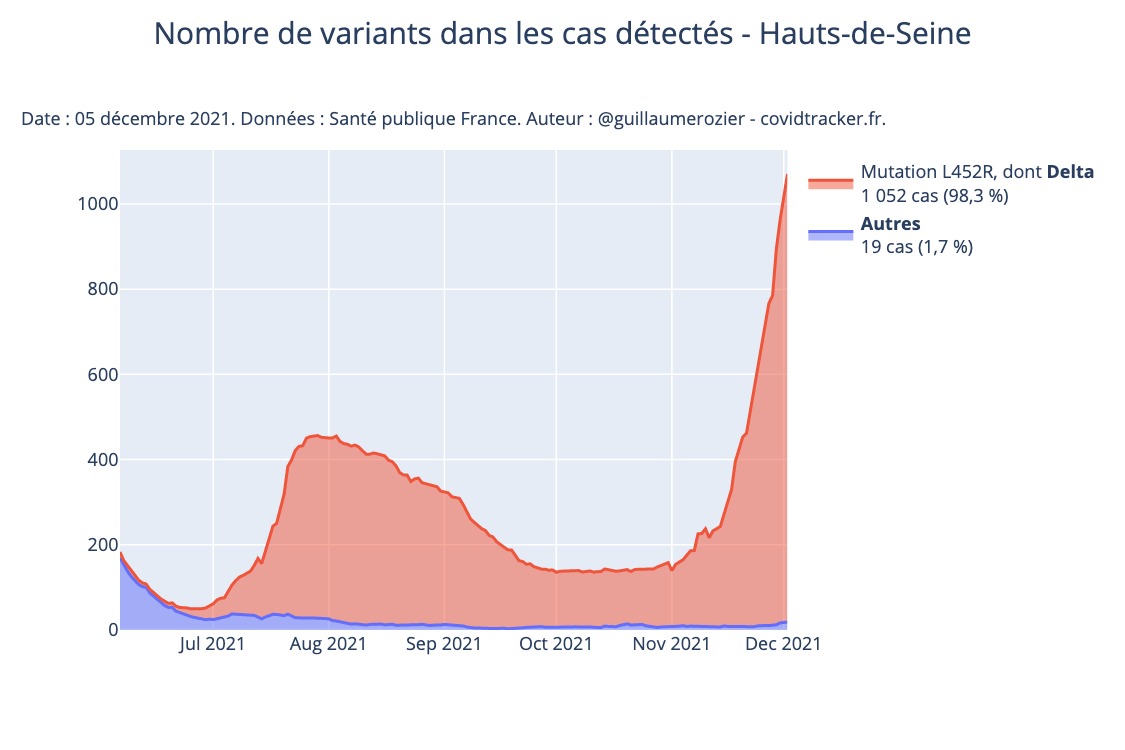 Nombre de variants dans les cas détectés - Hauts-de-Seine
Date : 05 décembre 2021. Données : Santé publique France. Auteur : @guillaumerozier - covidtracker.fr.
Mutation L452R, dont Delta
1 052 cas (98,3 %)
Autres
19 cas (1,7 %)
1000
800
600
400
200
0
Jul 2021 Aug 2021 Sep 2021 Oct 2021 Nov 2021 Dec 2021